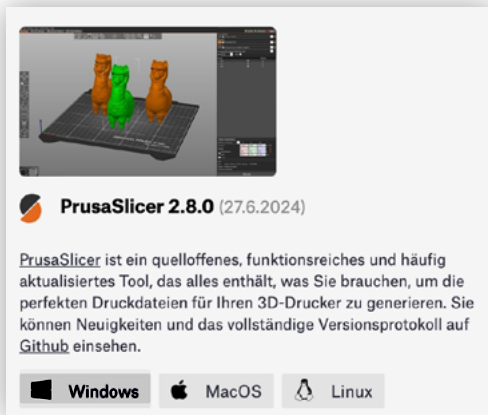 PrusaSlicer 2.8.0 (27.6.2024)
PrusaSlicer ist ein quelloffenes, funktionsreiches und häufig
aktualisiertes Tool, das alles enthält, was Sie brauchen, um die
perfekten Druckdateien für Ihren 3D-Drucker zu generieren. Sie
können Neuigkeiten und das vollständige Versionsprotokoll auf
Github einsehen.
Windows MacOS Linux